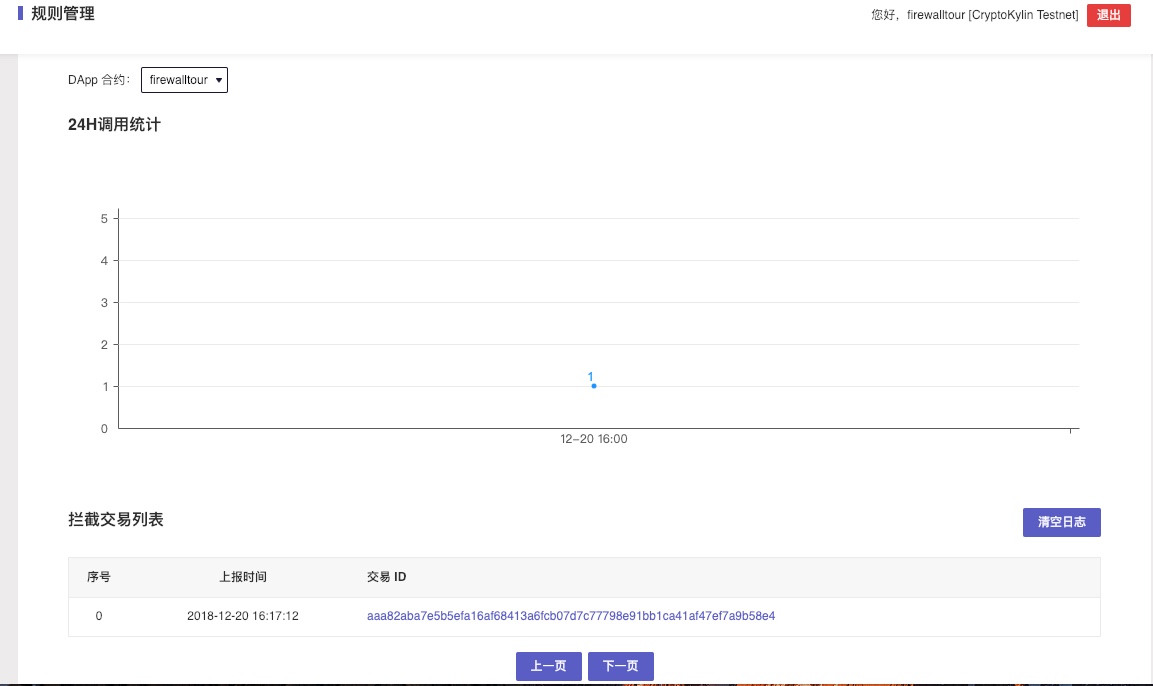 规则管理
您好，firewalltour [CryptoKylin Testnet] 退出
DApp 合约： firewalltour
24H调用统计
5
4
3
2
1
1
0
12-20 16:00
拦截交易列表 清空日志
序号 上报时间 交易 ID
0 2018-12-20 16:17:12 aaa82aba7e5b5efa16af68413a6fcb07d7c77798e91bb1ca41af47ef7a9b58e4
上一页 下一页